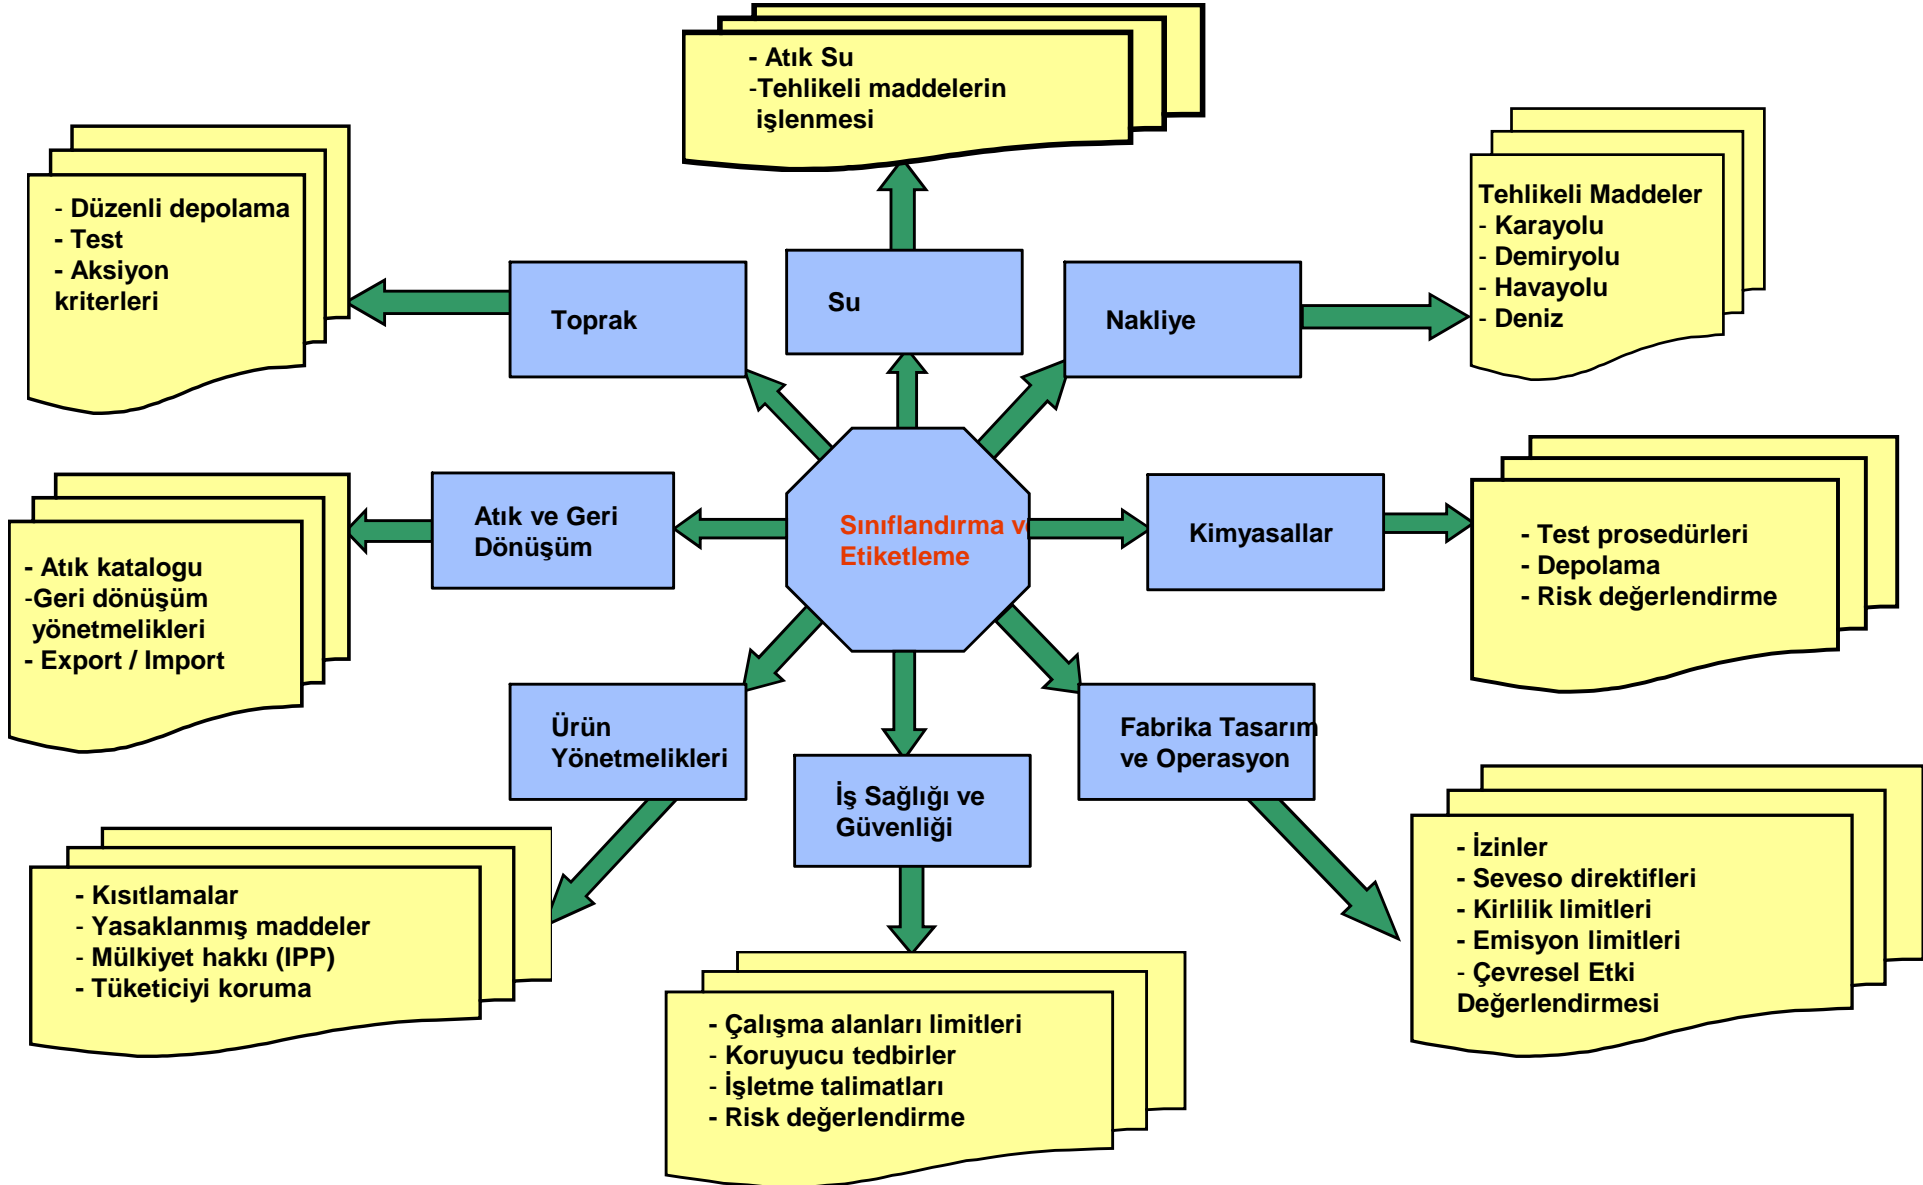 - Atık Su
-Tehlikeli maddelerin
işlenmesi
- Düzenli depolama
- Test
- Aksiyon
kriterleri
Tehlikeli Maddeler
- Karayolu
- Demiryolu
- Havayolu
- Deniz
Toprak
Su
Nakliye
Atık ve Geri
Dönüşüm
Sınıflandırma ve
Etiketleme
Kimyasallar
- Test prosedürleri
- Depolama
- Risk değerlendirme
- Atık katalogu
-Geri dönüşüm
yönetmelikleri
- Export / Import
Ürün
Yönetmelikleri
İş Sağlığı ve
Güvenliği
Fabrika Tasarım
ve Operasyon
- Kısıtlamalar
- Yasaklanmış maddeler
- Mülkiyet hakkı (IPP)
- Tüketiciyi koruma
- Çalışma alanları limitleri
- Koruyucu tedbirler
- İşletme talimatları
- Risk değerlendirme
- İzinler
- Seveso direktifleri
- Kirlilik limitleri
- Emisyon limitleri
- Çevresel Etki
Değerlendirmesi